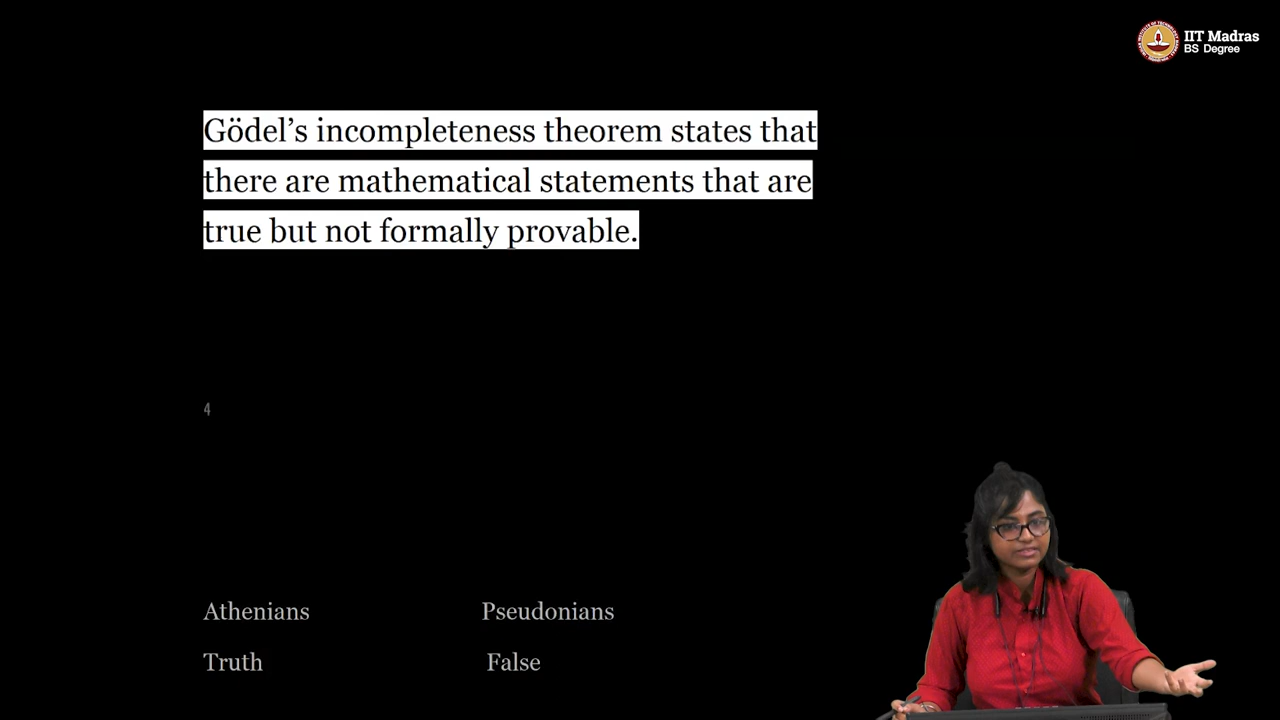 IIT Madras
BS Degree
Gödel’s incompleteness theorem states that
there are mathematical statements that are
true but not formally provable.
4
Athenians Pseudonians
Truth False